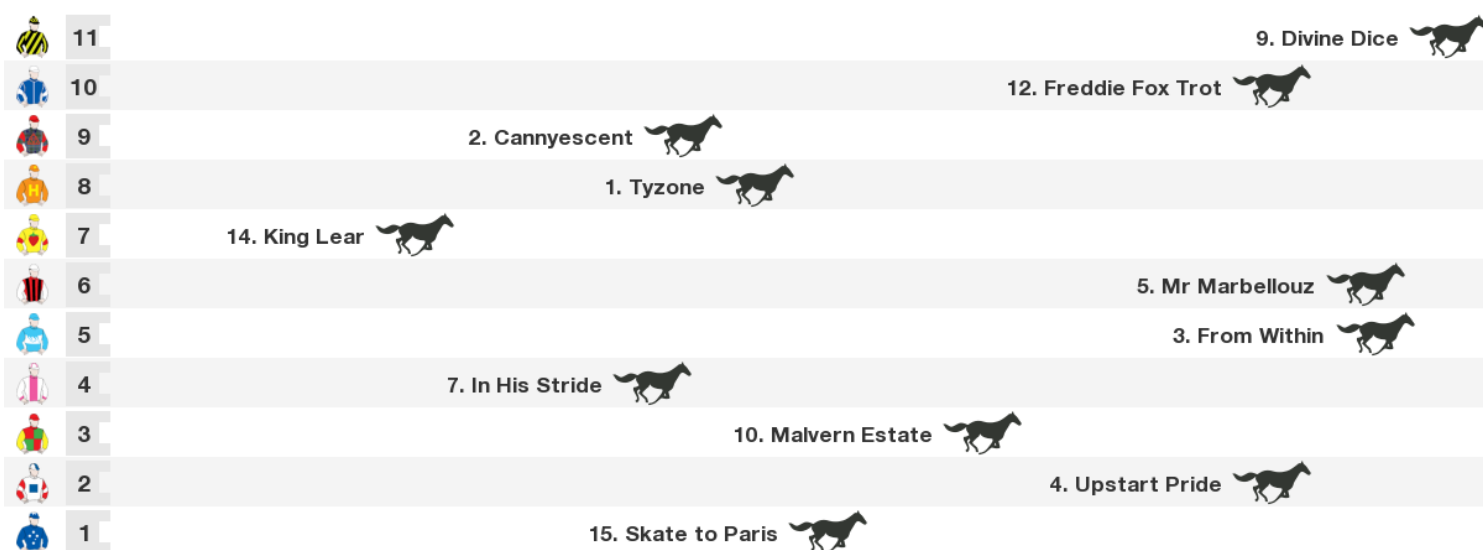 11 9. Divine Dice
10 12. Freddie Fox Trot
9 2. Cannyescent
8 1. Tyzone
H
7 14. King Lear
6 5. Mr Marbellouz
5 3. From Within
4 7. In His Stride
3 10. Malvern Estate
2 4. Upstart Pride
1 15. Skate to Paris